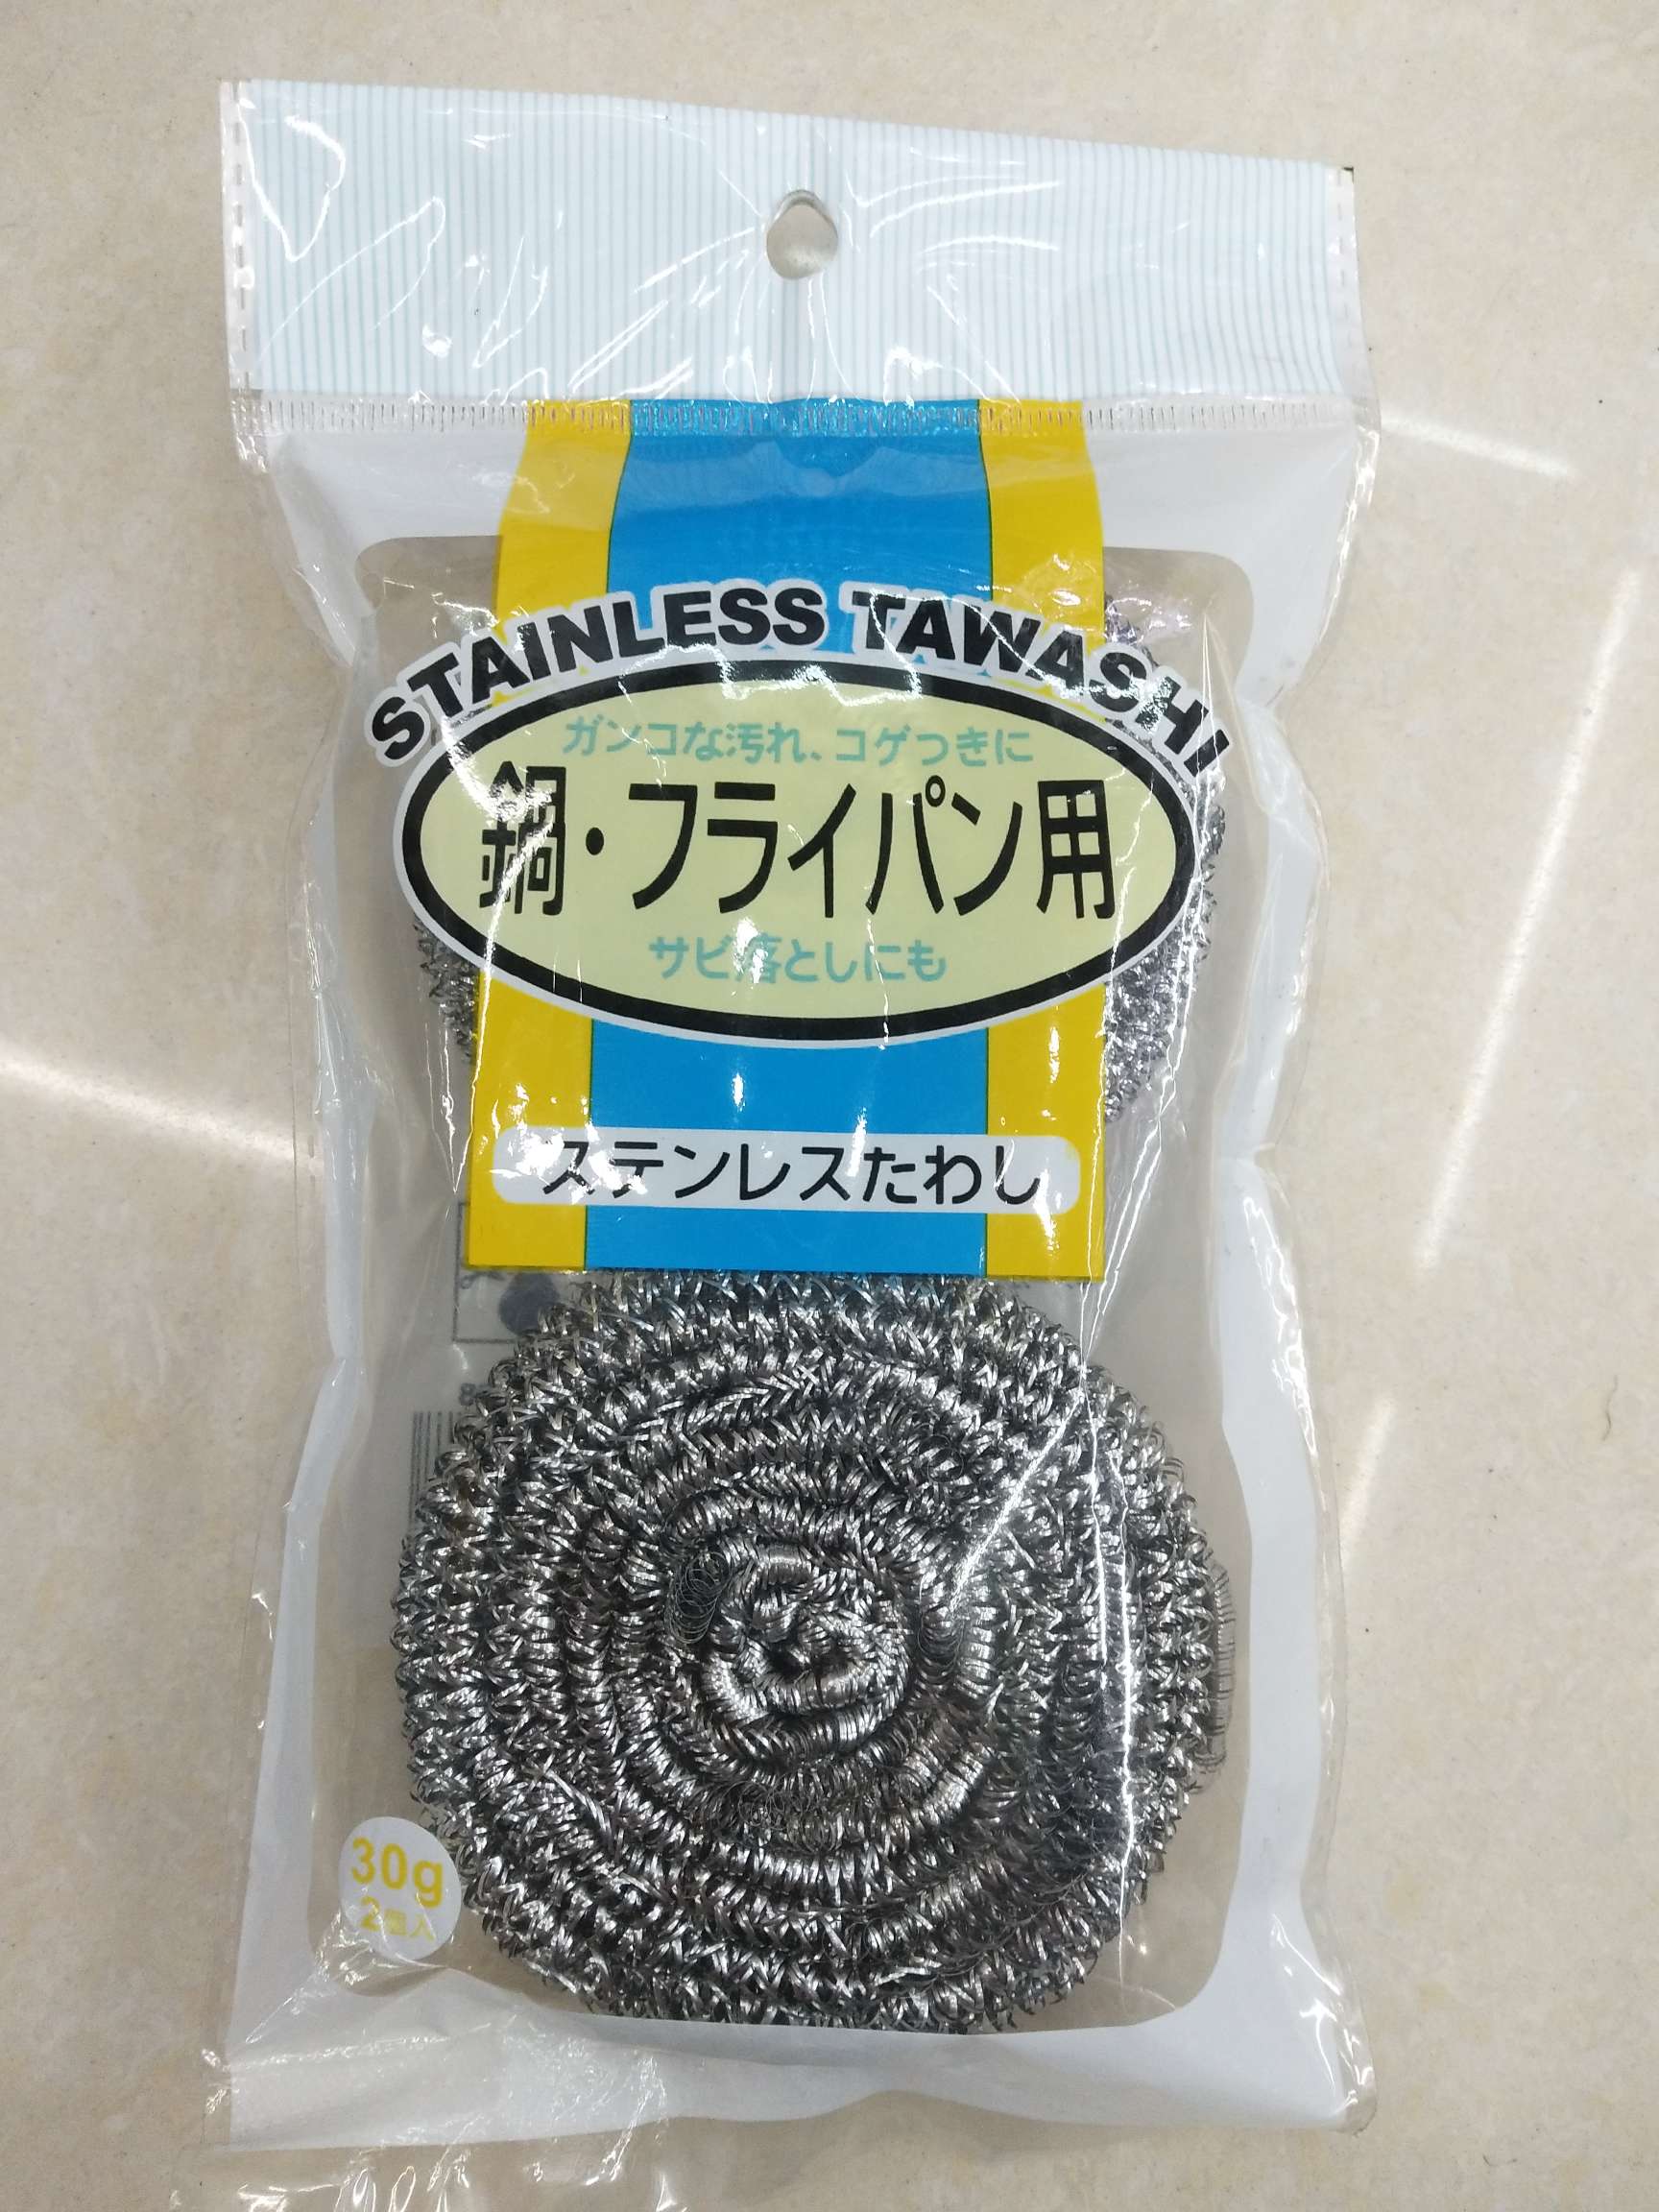 STAINLESS TAWASHI
ガンコな汚れ、コゲつきに
鍋・フライパン用
サビ落としにも
ステンレスたわし
30g
2個入